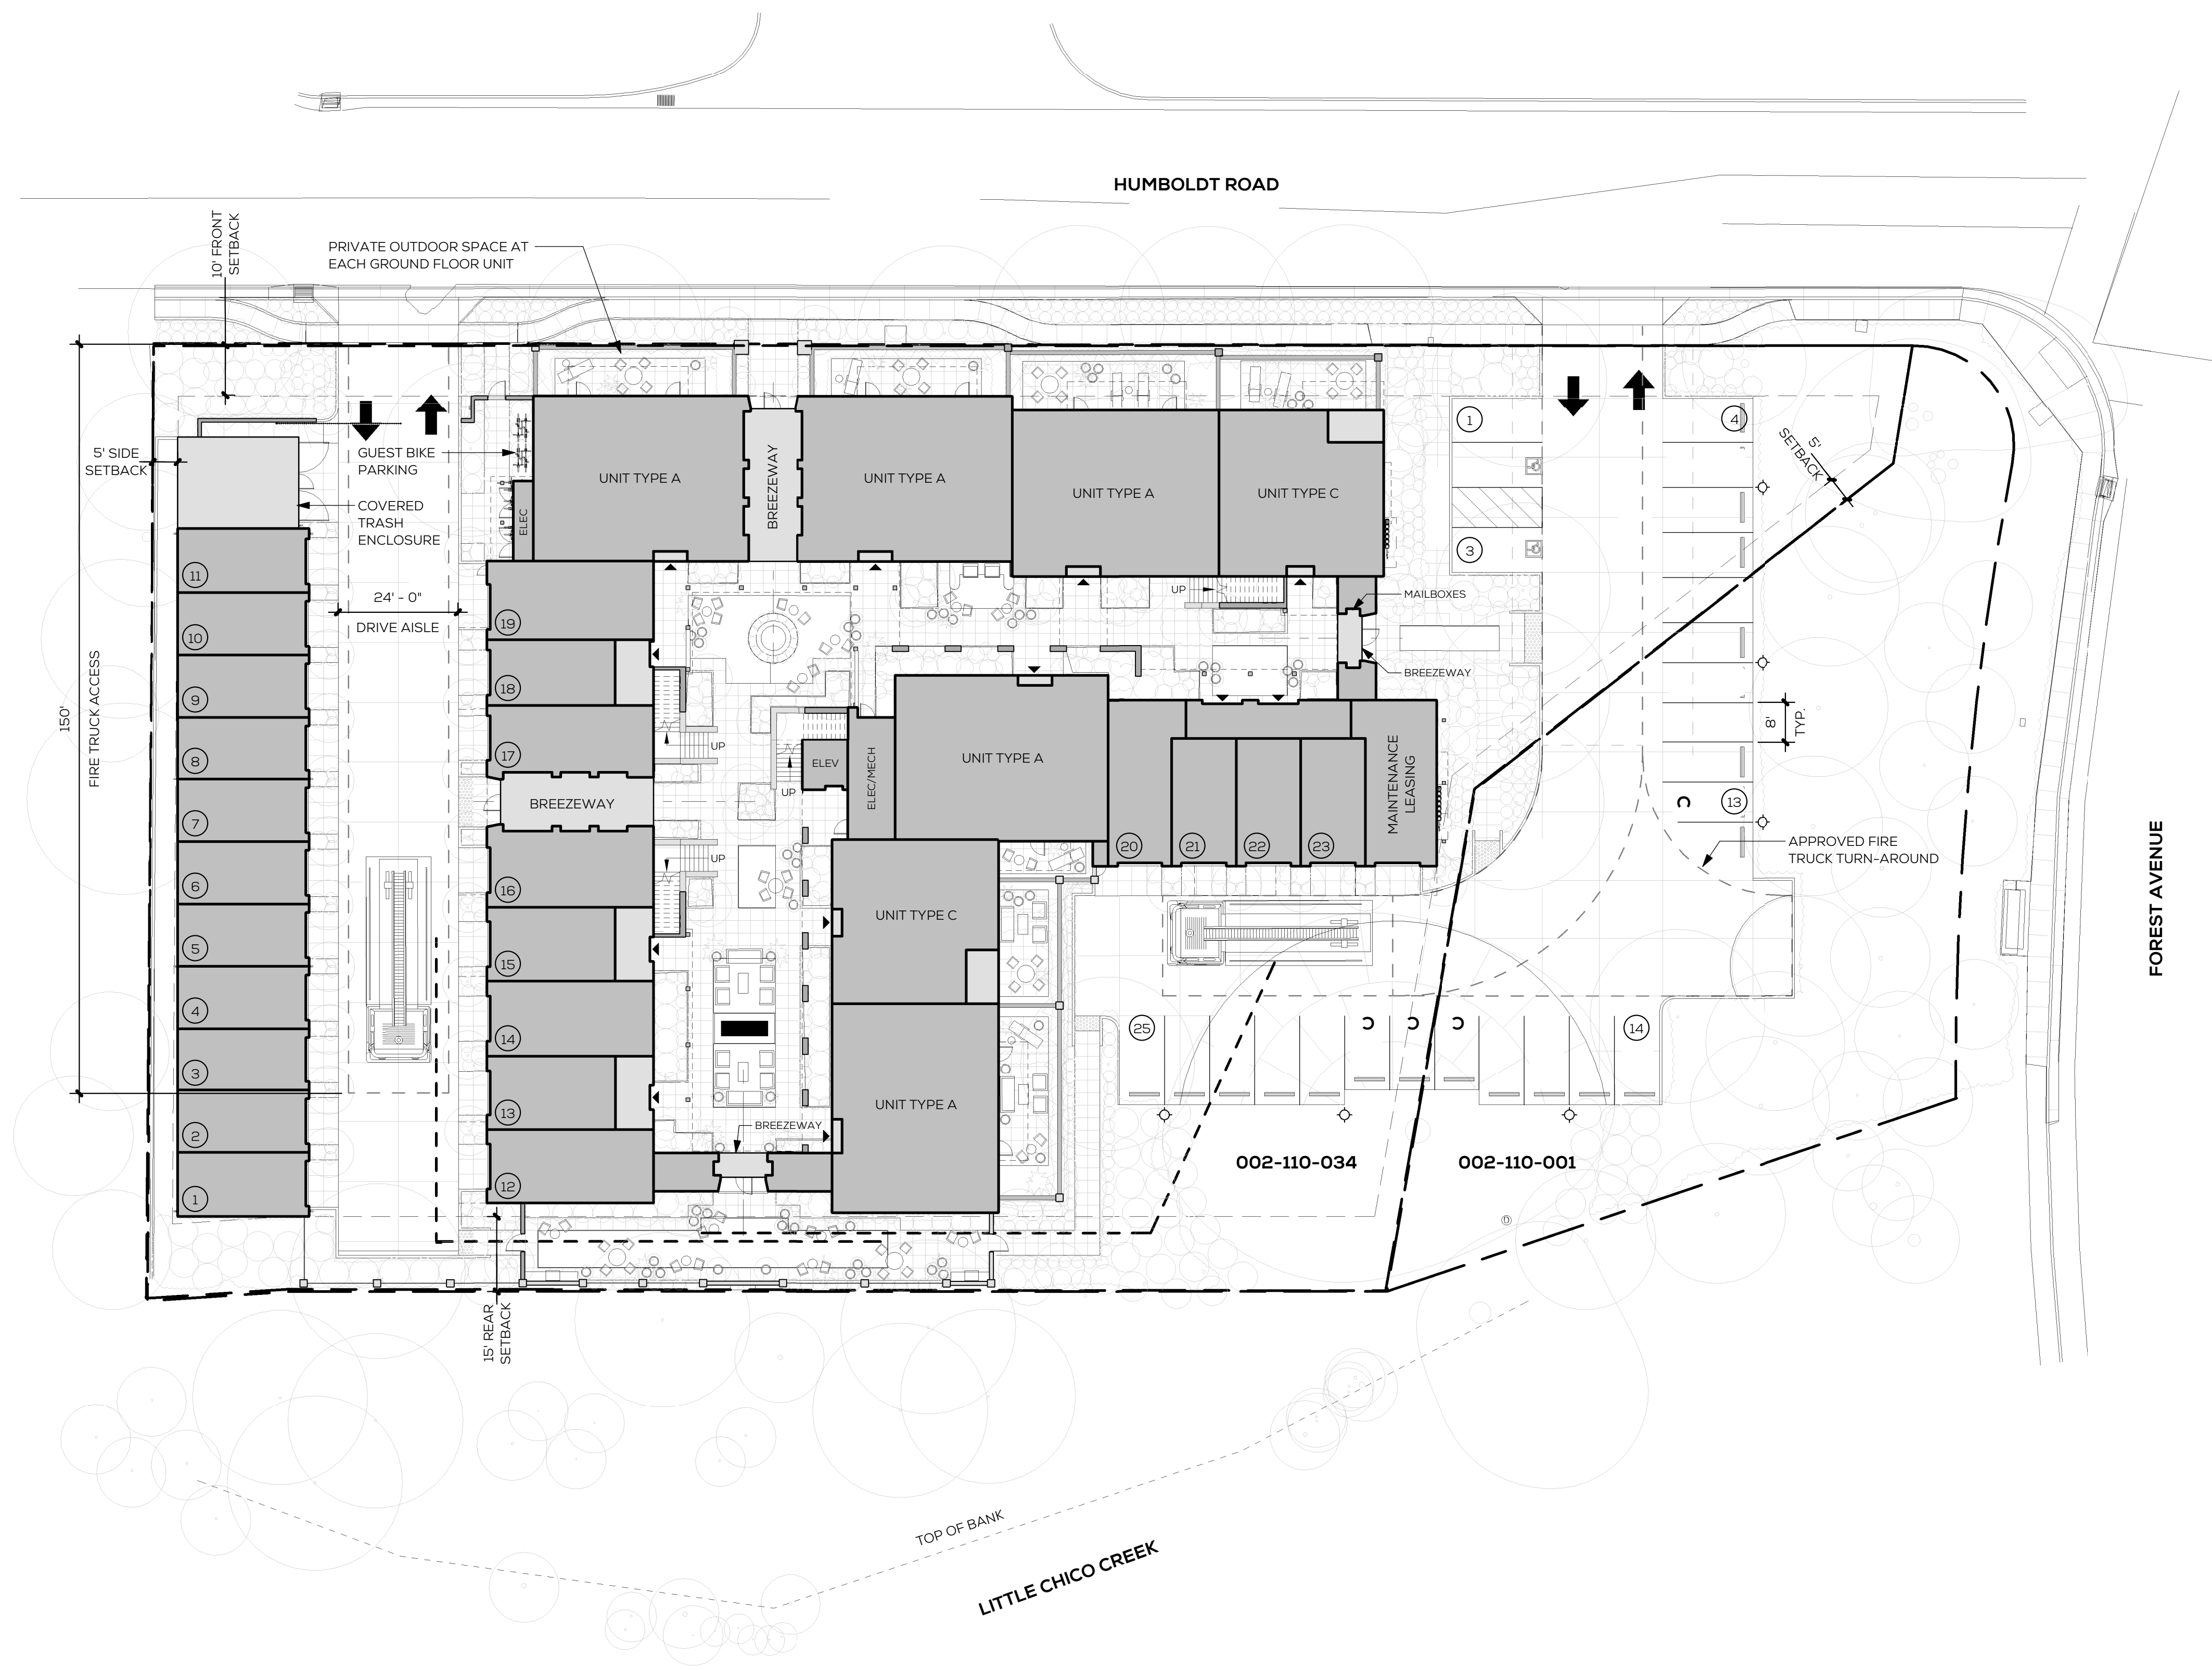 HUMBOLDT ROAD
10' FRONT
SETBACK
PRIVATE OUTDOOR SPACE AT
EACH GROUND FLOOR UNIT
5' SIDE
SETBACK
GUEST BIKE
PARKING
COVERED
TRASH
ENCLOSURE
24' - 0"
DRIVE AISLE
150'
FIRE TRUCK ACCESS
ELEC
UNIT TYPE A
BREEZEWAY
UNIT TYPE A
UNIT TYPE A
UNIT TYPE C
1
3
4
5'
SETBACK
11
10
9
8
7
6
5
4
3
2
1
19
18
17
BREEZEWAY
16
15
14
13
12
UP
UP
UP
UP
MAILBOXES
BREEZEWAY
ELEV
ELEC/MECH
UNIT TYPE A
20
21
22
23
MAINTENANCE
LEASING
8'
TYP.
C
13
APPROVED FIRE
TRUCK TURN-AROUND
UNIT TYPE C
UNIT TYPE A
BREEZEWAY
25
C
C
C
14
002-110-034
002-110-001
D
FOREST AVENUE
15' REAR
SETBACK
TOP OF BANK
LITTLE CHICO CREEK